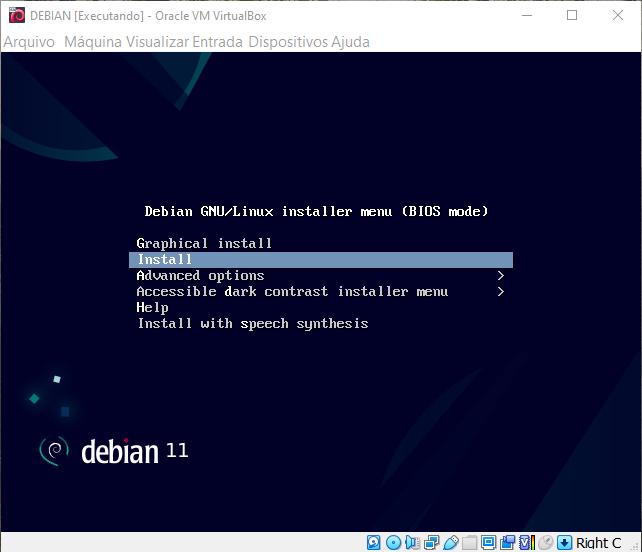 DEBIAN [Executando] - Oracle VM VirtualBox
Arquivo Máquina Visualizar Entrada Dispositivos Ajuda
Debian GNU/Linux installer menu (BIOS mode)
Graphical install
Install
Advanced options >
Accessible dark contrast installer menu >
Help
Install with speech synthesis
debian 11
Right C